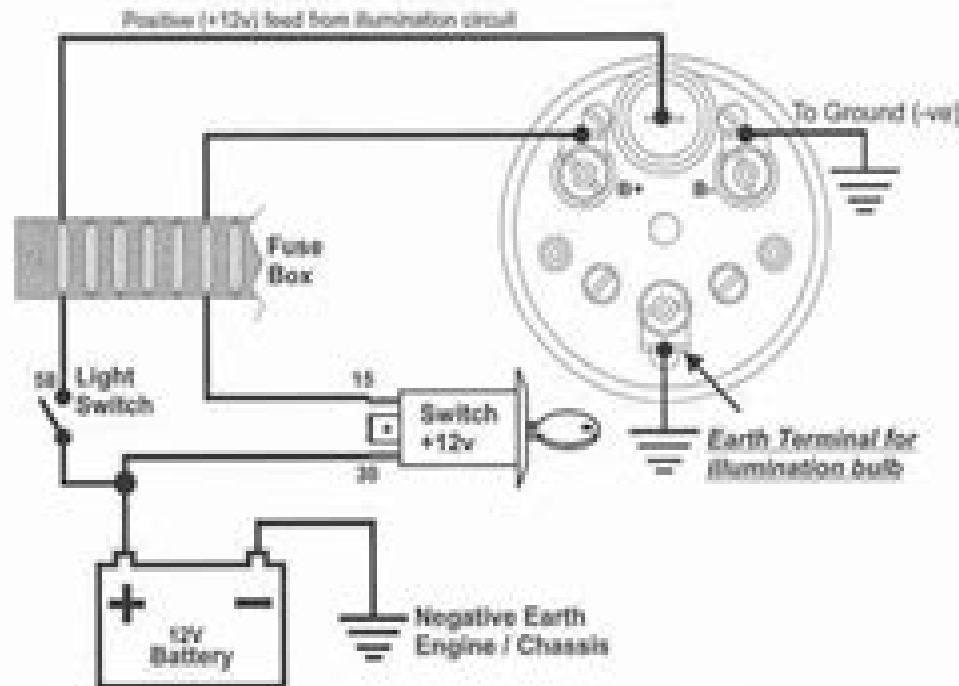 Positive (+12v) feed from illumination circuit
To Ground (-ve)
B+
B-
Fuse
Box
Light
Switch
15
Switch
+12v
30
Earth Terminal for
illumination bulb
+
-
12V
Battery
Negative Earth
Engine / Chassis